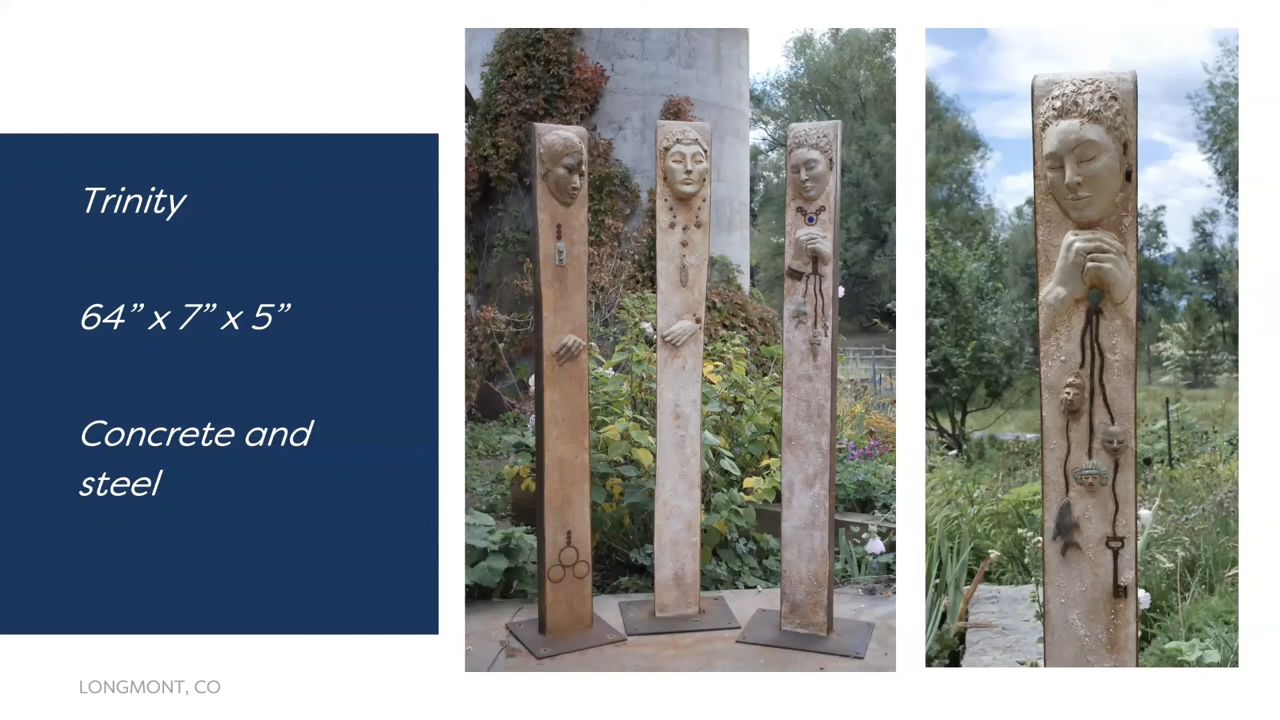 Trinity
64” x 7” x 5”
Concrete and
steel
LONGMONT, CO